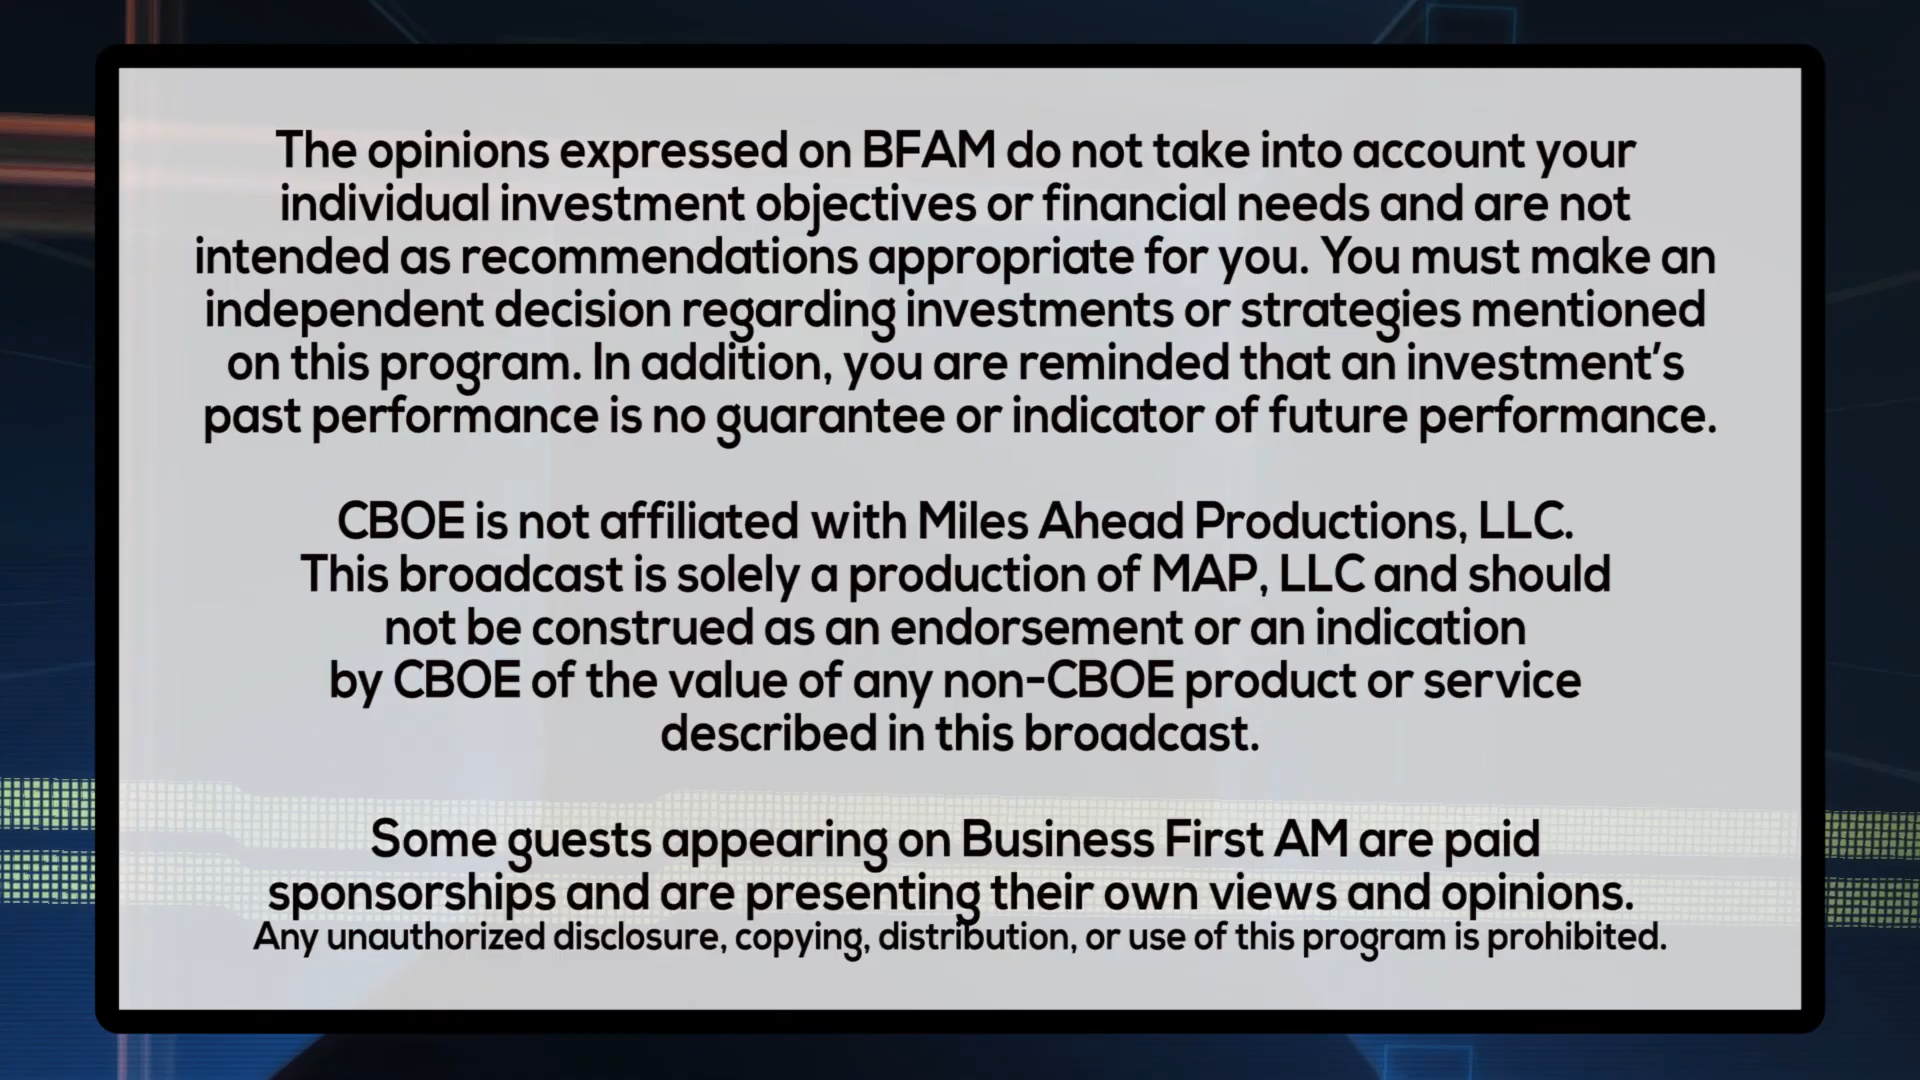 The opinions expressed on BFAM do not take into account your
individual investment objectives or financial needs and are not
intended as recommendations appropriate for you. You must make an
independent decision regarding investments or strategies mentioned
on this program. In addition, you are reminded that an investment’s
past performance is no guarantee or indicator of future performance.
CBOE is not affiliated with Miles Ahead Productions, LLC.
This broadcast is solely a production of MAP, LLC and should
not be construed as an endorsement or an indication
by CBOE of the value of any non-CBOE product or service
described in this broadcast.
Some guests appearing on Business First AM are paid
sponsorships and are presenting their own views and opinions.
Any unauthorized disclosure, copying, distribution, or use of this program is prohibited.